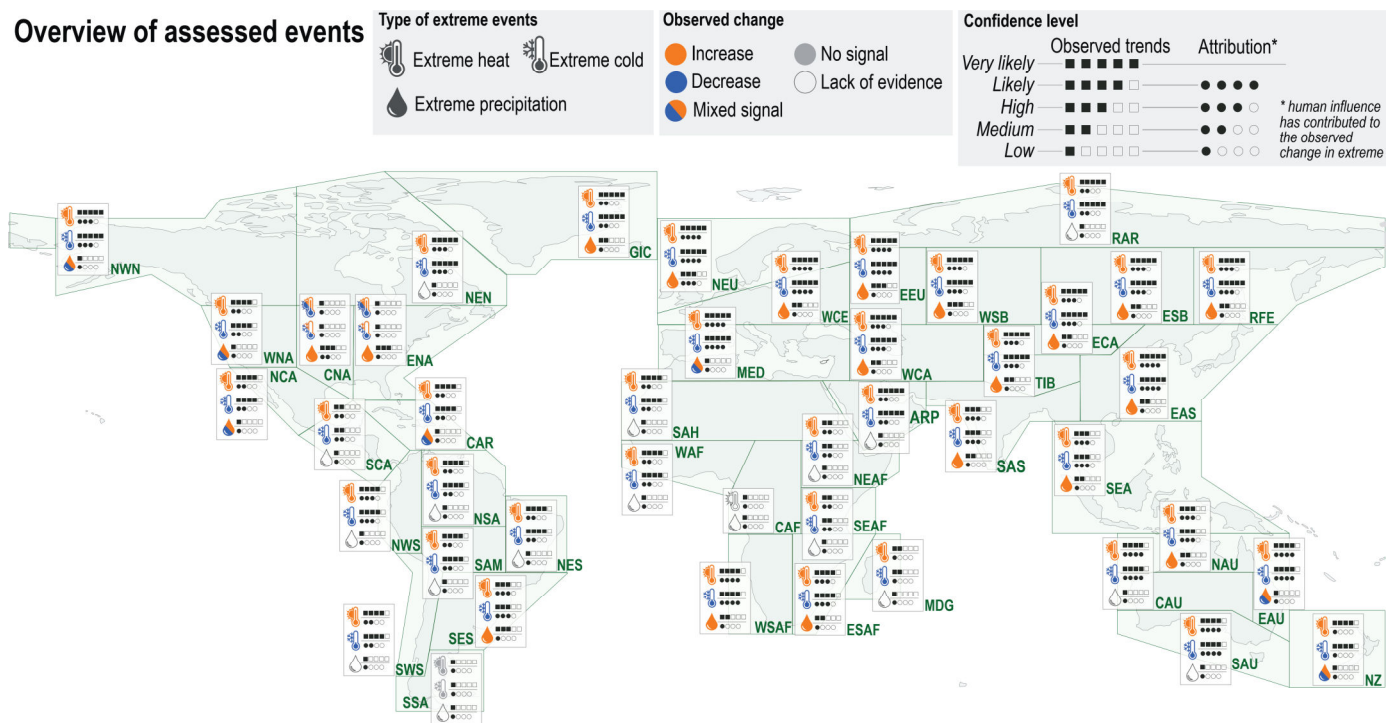 Overview of assessed events
Type of extreme events
Extreme heat
Extreme cold
Extreme precipitation
Observed change
Increase
No signal
Decrease
Lack of evidence
Mixed signal
Confidence level
Observed trends
Attribution*
Very likely
Likely
High
Medium
Low
* human influence
has contributed to
the observed
change in extreme
NWN
GIC
RAR
NEN
NEU
WCE
EEU
WSB
ESB
RFE
WNA
CNA
ENA
MED
WCA
ECA
TIB
EAS
NCA
SCA
CAR
SAH
ARP
SAS
WAF
NEAF
SEA
NWS
NSA
NES
CAF
SEAF
SAM
NAU
MDG
CAU
EAU
SES
WSAF
ESAF
SWS
SAU
NZ
SSA